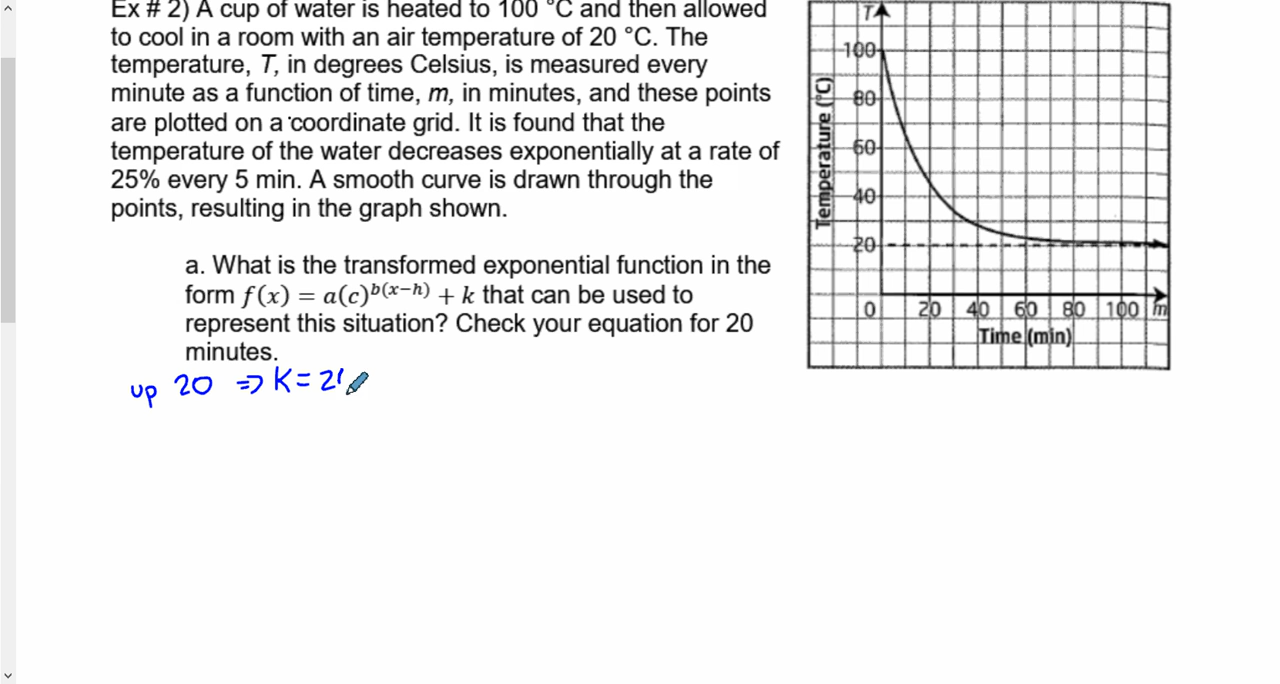 Ex # 2) A cup of water is heated to 100 °C and then allowed
to cool in a room with an air temperature of 20 °C. The
temperature, T, in degrees Celsius, is measured every
minute as a function of time, m, in minutes, and these points
are plotted on a coordinate grid. It is found that the
temperature of the water decreases exponentially at a rate of
25% every 5 min. A smooth curve is drawn through the
points, resulting in the graph shown.
a. What is the transformed exponential function in the
form f(x) = a(c)^{b(x−h)} + k that can be used to
represent this situation? Check your equation for 20
minutes.
up 20 ⇒ K = 2
T
100
80
60
40
20
Temperature (°C)
0 20 40 60 80 100 m
Time (min)